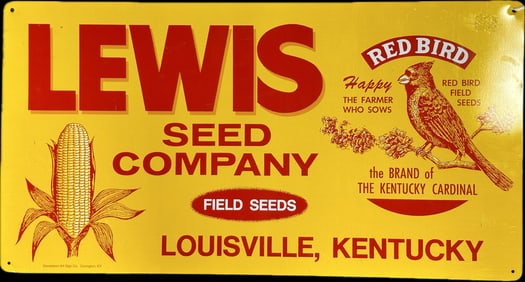 LEWIS
SEED
COMPANY
FIELD SEEDS
LOUISVILLE, KENTUCKY
RED BIRD
Happy
THE FARMER
WHO SOWS
RED BIRD
FIELD
SEEDS
the BRAND of
THE KENTUCKY CARDINAL